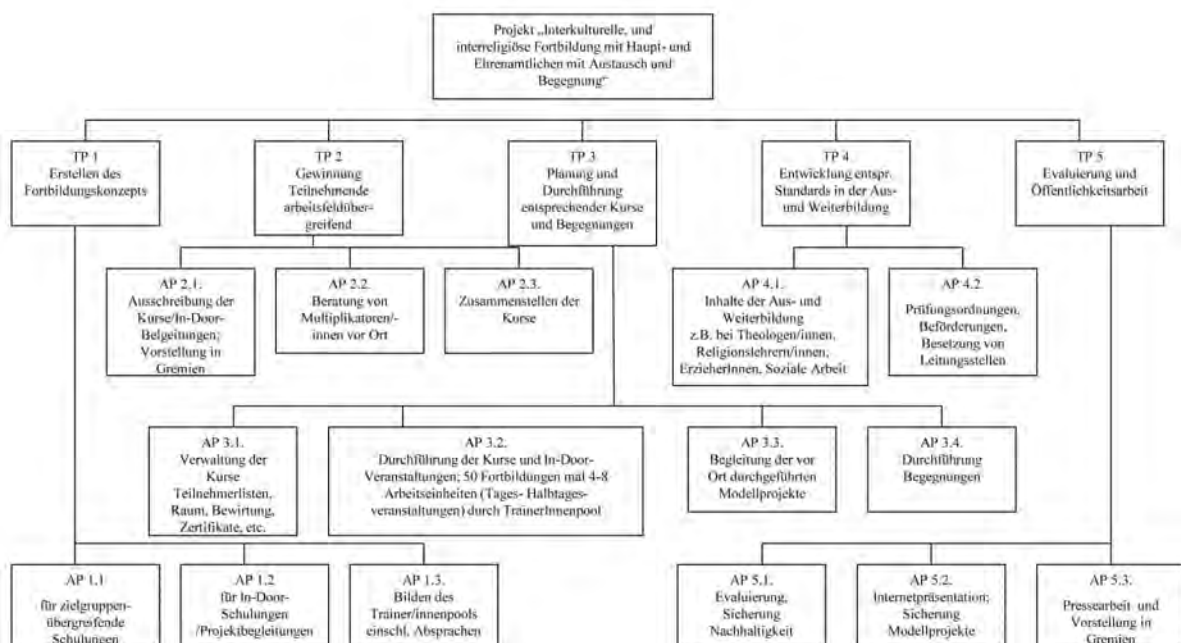 Projekt „Interkulturelle, und
interreligiöse Fortbildung mit Haupt- und
Ehrenamtlichen mit Austausch und
Begegnung“
TP 1
Erstellen des
Fortbildungskonzepts
TP 2
Gewinnung
Teilnehmende
arbeitsfeldüber-
greifend
TP 3
Planung und
Durchführung
entsprechender Kurse
und Begegnungen
TP 4.
Entwicklung entspr.
Standards in der Aus-
und Weiterbildung
TP 5
Evaluierung und
Öffentlichkeitsarbeit
AP 2.1.
Ausschreibung der
Kurse/In-Door-
Belgeitungen;
Vorstellung in
Gremien
AP 2.2.
Beratung von
Multiplikatoren/-
innen vor Ort
AP 2.3.
Zusammenstellen der
Kurse
AP 4.1.
Inhalte der Aus- und
Weiterbildung
z.B. bei Theologen/innen,
Religionslehrern/innen,
ErzieherInnen, Soziale Arbeit
AP 4.2
Prüfungsordnungen,
Beförderungen,
Besetzung von
Leitungsstellen
AP 3.1.
Verwaltung der
Kurse
Teilnehmerlisten,
Raum, Bewirtung,
Zertifikate, etc.
AP 3.2.
Durchführung der Kurse und In-Door-
Veranstaltungen; 50 Fortbildungen mal 4-8
Arbeitseinheiten (Tages- Halbtages-
veranstaltungen) durch TrainerInnenpool
AP 3.3.
Begleitung der vor
Ort durchgeführten
Modellprojekte
AP 3.4.
Durchführung
Begegnungen
AP 1.1
für zielgruppen-
übergreifende
Schulungen
AP 1.2
für In-Door-
Schulungen
/Projektbegleitungen
AP 1.3.
Bilden des
Trainer/innenpools
einschl. Absprachen
AP 5.1.
Evaluierung,
Sicherung
Nachhaltigkeit
AP 5.2.
Internetpräsentation;
Sicherung
Modellprojekte
AP 5.3.
Pressearbeit und
Vorstellung in
Gremien